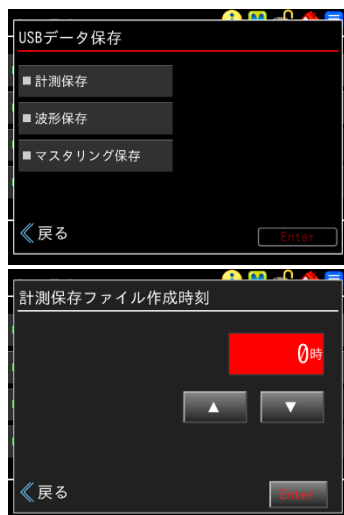 USBデータ保存
■計測保存
■波形保存
■マスタリング保存
戻る
Enter
計測保存ファイル作成時刻
0時
▲ ▼
戻る
Enter